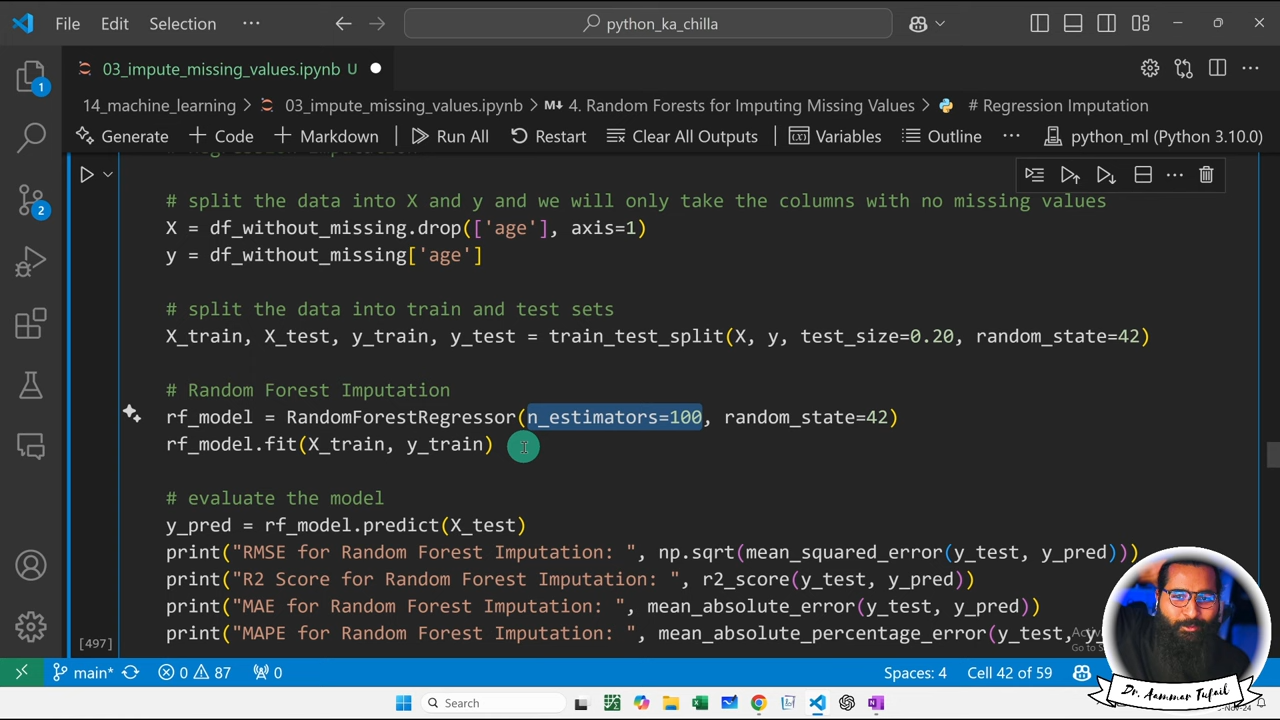 File Edit Selection ··· python_ka_chilla
03_impute_missing_values.ipynb U
14_machine_learning > 03_impute_missing_values.ipynb > M↓ 4. Random Forests for Imputing Missing Values > # Regression Imputation
Generate + Code + Markdown Run All Restart Clear All Outputs Variables Outline ··· python_ml (Python 3.10.0)
1
2
# Regression Imputation
# split the data into X and y and we will only take the columns with no missing values
X = df_without_missing.drop(['age'], axis=1)
y = df_without_missing['age']
# split the data into train and test sets
X_train, X_test, y_train, y_test = train_test_split(X, y, test_size=0.20, random_state=42)
# Random Forest Imputation
rf_model = RandomForestRegressor(n_estimators=100, random_state=42)
rf_model.fit(X_train, y_train)
# evaluate the model
y_pred = rf_model.predict(X_test)
print("RMSE for Random Forest Imputation: ", np.sqrt(mean_squared_error(y_test, y_pred)))
print("R2 Score for Random Forest Imputation: ", r2_score(y_test, y_pred))
print("MAE for Random Forest Imputation: ", mean_absolute_error(y_test, y_pred))
print("MAPE for Random Forest Imputation: ", mean_absolute_percentage_error(y_test, y
[497]
main* 0 87 0 Spaces: 4 Cell 42 of 59
Search
Dr. Aammar Tufail